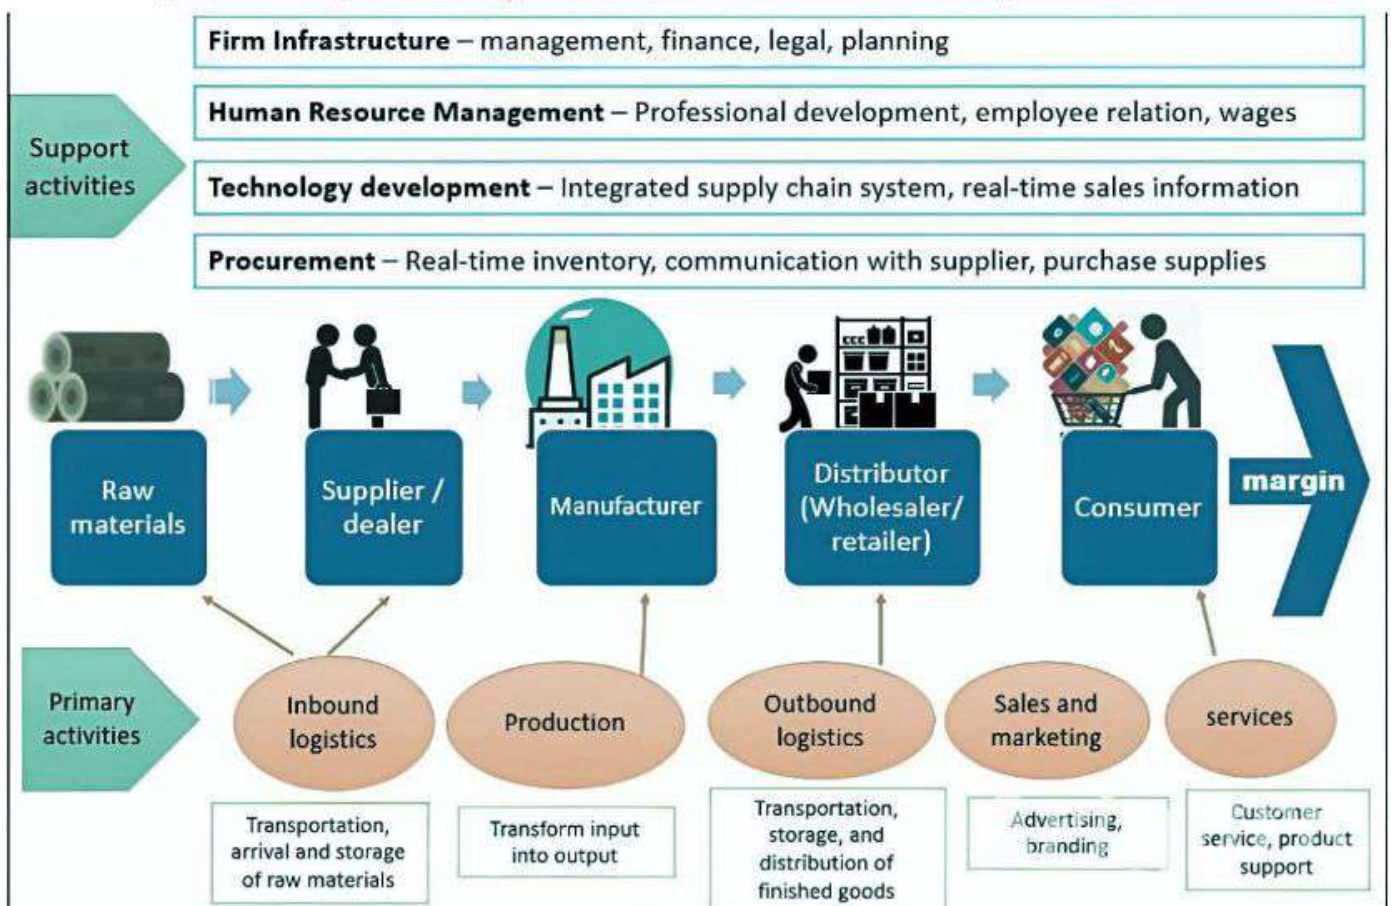 Firm Infrastructure – management, finance, legal, planning
Human Resource Management – Professional development, employee relation, wages
Support
activities
Technology development – Integrated supply chain system, real-time sales information
Procurement – Real-time inventory, communication with supplier, purchase supplies
Raw
materials
Supplier /
dealer
Manufacturer
Distributor
(Wholesaler/
retailer)
Consumer
margin
Primary
activities
Inbound
logistics
Production
Outbound
logistics
Sales and
marketing
services
Transportation,
arrival and storage
of raw materials
Transform input
into output
Transportation,
storage, and
distribution of
finished goods
Advertising,
branding
Customer
service, product
support